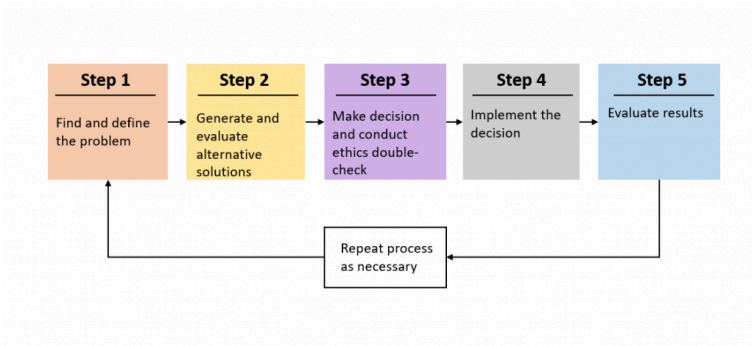 Step 1
Find and define
the problem
Step 2
Generate and
evaluate
alternative
solutions
Step 3
Make decision
and conduct
ethics double-
check
Step 4
Implement the
decision
Step 5
Evaluate results
Repeat process
as necessary